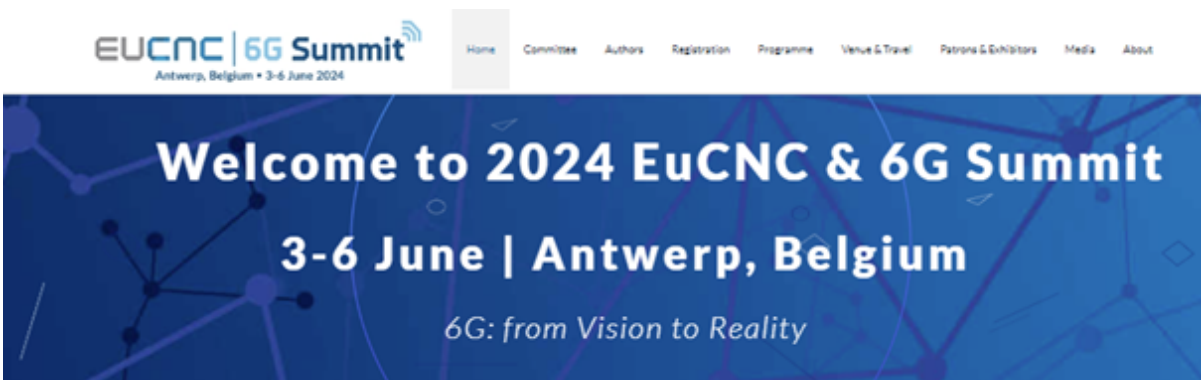 EUCNC | 6G Summit
Antwerp, Belgium • 3-6 June 2024
Home Committee Authors Registration Programme Venue & Travel Patrons & Exhibitors Media About
Welcome to 2024 EuCNC & 6G Summit
3-6 June | Antwerp, Belgium
6G: from Vision to Reality